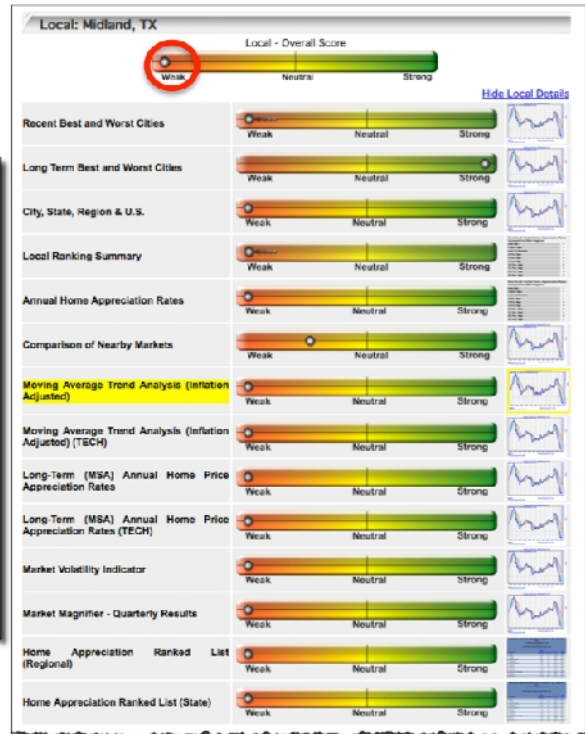 Local: Midland, TX
Local - Overall Score
Weak Neutral Strong
Hide Local Details
Recent Best and Worst Cities
Weak Neutral Strong
Long Term Best and Worst Cities
Weak Neutral Strong
City, State, Region & U.S.
Weak Neutral Strong
Local Ranking Summary
Weak Neutral Strong
Annual Home Appreciation Rates
Weak Neutral Strong
Comparison of Nearby Markets
Weak Neutral Strong
Moving Average Trend Analysis (Inflation
Adjusted)
Weak Neutral Strong
Moving Average Trend Analysis (Inflation
Adjusted) (TECH)
Weak Neutral Strong
Long-Term (MSA) Annual Home Price
Appreciation Rates
Weak Neutral Strong
Long-Term (MSA) Annual Home Price
Appreciation Rates (TECH)
Weak Neutral Strong
Market Volatility Indicator
Weak Neutral Strong
Market Magnifier - Quarterly Results
Weak Neutral Strong
Home Appreciation Ranked List
(Regional)
Weak Neutral Strong
Home Appreciation Ranked List (State)
Weak Neutral Strong